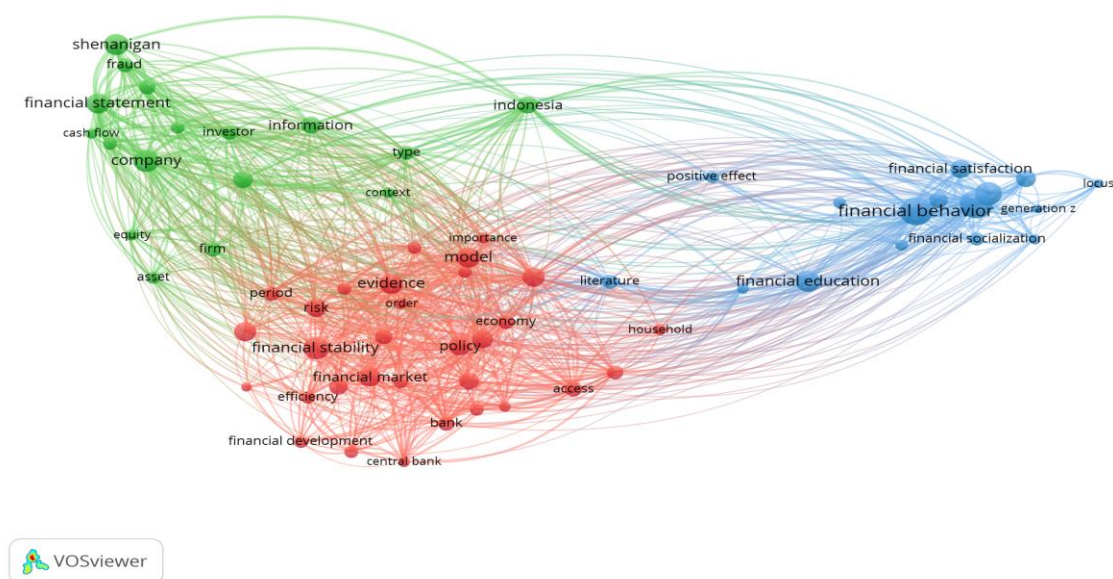 shenanigan
fraud
financial statement
indonesia
cash flow
investor
information
company
type
positive effect
financial satisfaction
locus
context
financial behavior
generation z
equity
importance
financial socialization
firm
model
asset
evidence
literature
financial education
period
order
risk
economy
household
financial stability
policy
financial market
access
efficiency
bank
financial development
central bank
VOSviewer